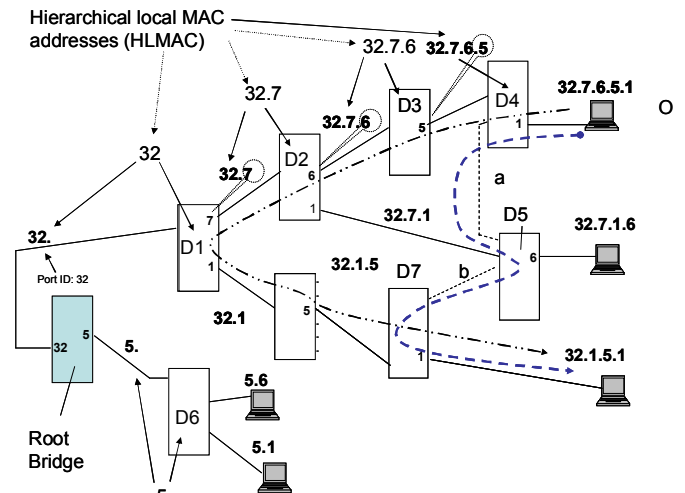 Hierarchical local MAC
addresses (HLMAC)
32.7.6
32.7.6.5
32.7.6.5.1
O
D3
D4
32.7
32.7.6
5
1
D2
32
32.7
6
a
1
32.7.1
D5
32.7.1.6
32.
7
D1
6
Port ID: 32
1
32.1.5
D7
b
32.1
5
5
5.
32
1
32.1.5.1
5.6
D6
Root
Bridge
5.1
5